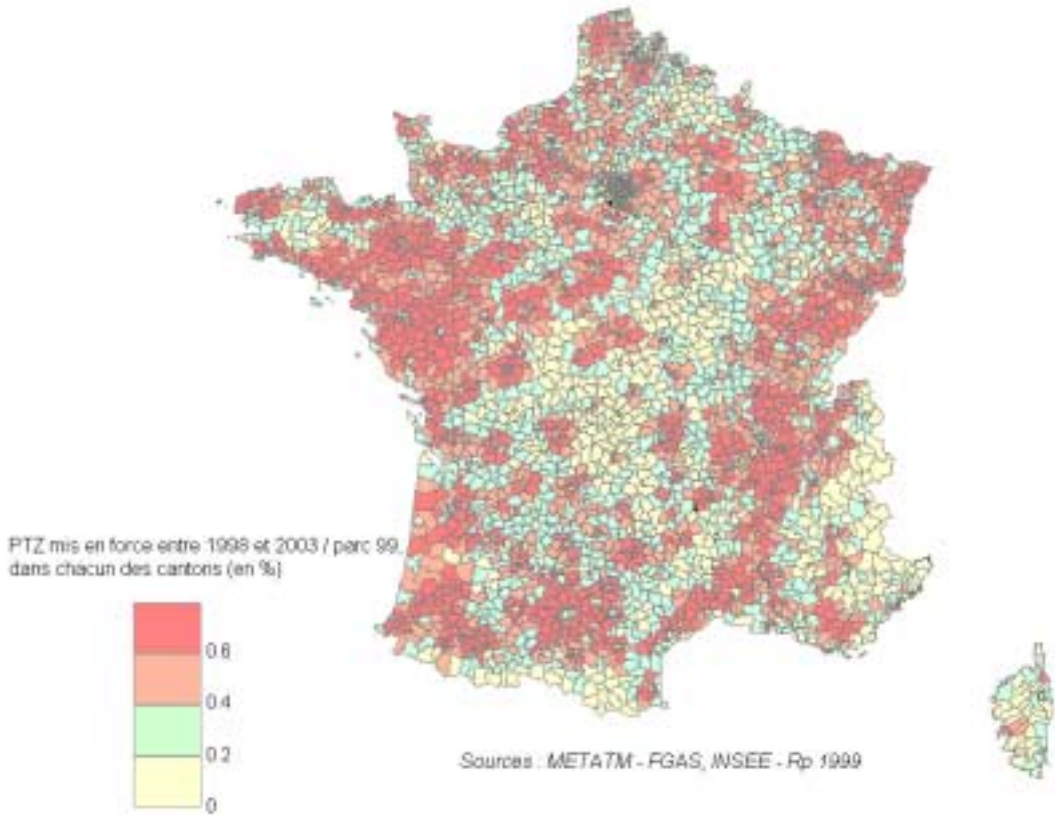 PTZ mis en force entre 1998 et 2003 / parc 99,
dans chacun des cantons (en %)
0.6
0.4
0.2
0
Sources : METATM - FGAS, INSEE - Rp 1999